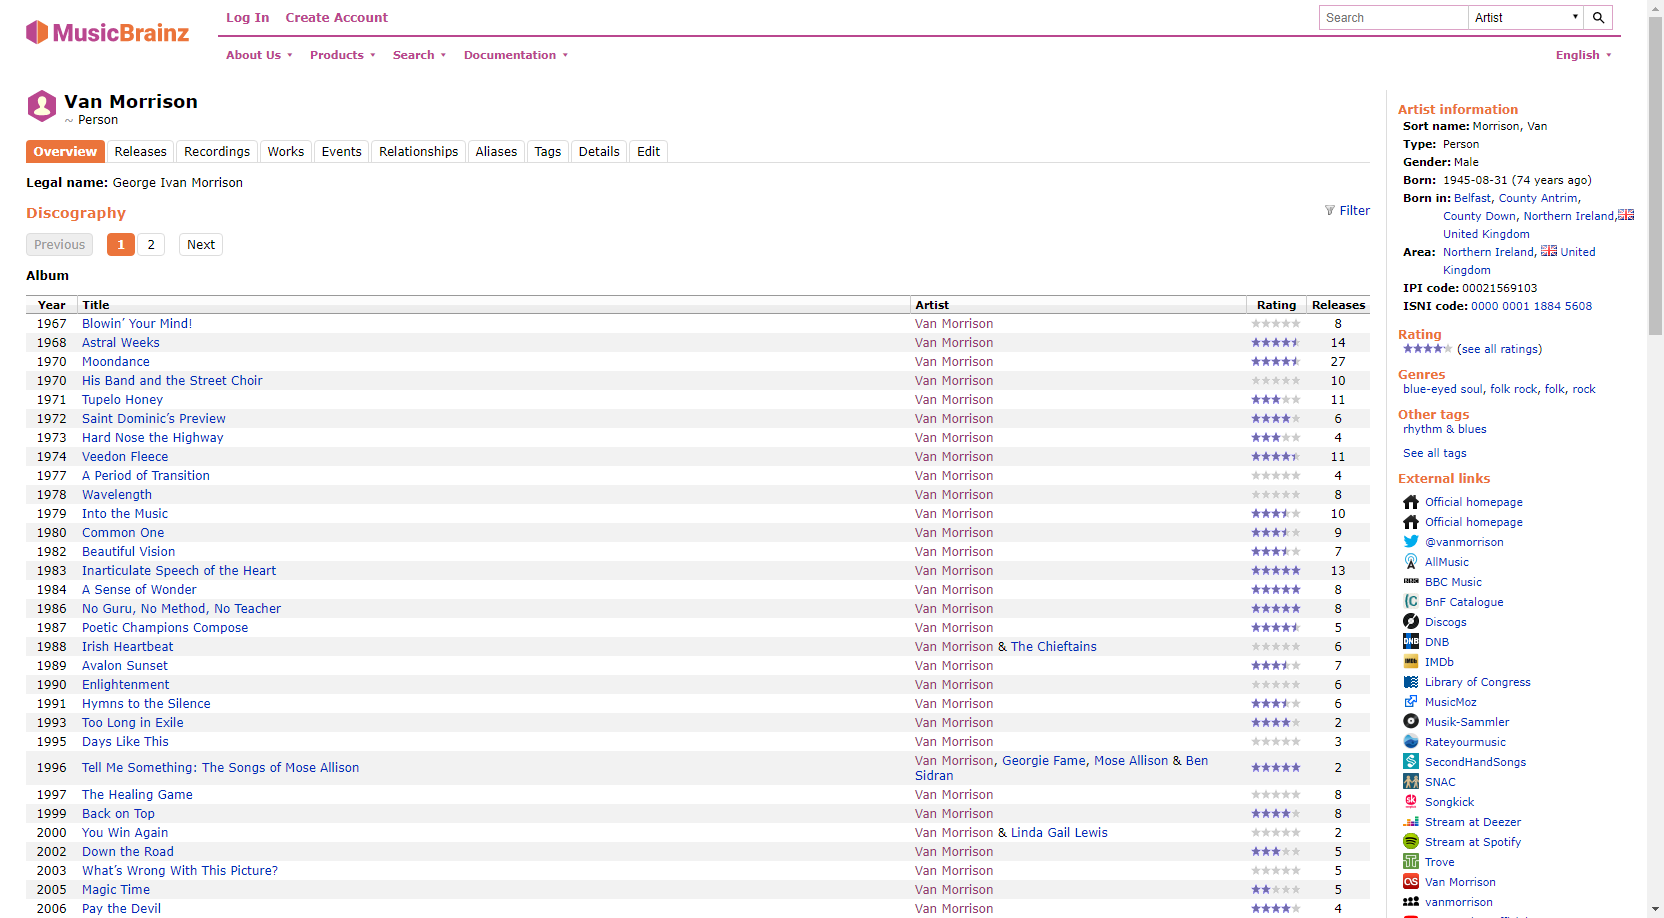 MusicBrainz
Log In Create Account
Search Artist
About Us Products Search Documentation English
Van Morrison
~ Person
Overview Releases Recordings Works Events Relationships Aliases Tags Details Edit
Legal name: George Ivan Morrison
Discography
Filter
Previous 1 2 Next
Album
Year Title Artist Rating Releases
1967 Blowin’ Your Mind! Van Morrison 8
1968 Astral Weeks Van Morrison 14
1970 Moondance Van Morrison 27
1970 His Band and the Street Choir Van Morrison 10
1971 Tupelo Honey Van Morrison 11
1972 Saint Dominic’s Preview Van Morrison 6
1973 Hard Nose the Highway Van Morrison 4
1974 Veedon Fleece Van Morrison 11
1977 A Period of Transition Van Morrison 4
1978 Wavelength Van Morrison 8
1979 Into the Music Van Morrison 10
1980 Common One Van Morrison 9
1982 Beautiful Vision Van Morrison 7
1983 Inarticulate Speech of the Heart Van Morrison 13
1984 A Sense of Wonder Van Morrison 8
1986 No Guru, No Method, No Teacher Van Morrison 8
1987 Poetic Champions Compose Van Morrison 5
1988 Irish Heartbeat Van Morrison & The Chieftains 6
1989 Avalon Sunset Van Morrison 7
1990 Enlightenment Van Morrison 6
1991 Hymns to the Silence Van Morrison 6
1993 Too Long in Exile Van Morrison 2
1995 Days Like This Van Morrison 3
1996 Tell Me Something: The Songs of Mose Allison Van Morrison, Georgie Fame, Mose Allison & Ben
Sidran 2
1997 The Healing Game Van Morrison 8
1999 Back on Top Van Morrison 8
2000 You Win Again Van Morrison & Linda Gail Lewis 2
2002 Down the Road Van Morrison 5
2003 What’s Wrong With This Picture? Van Morrison 5
2005 Magic Time Van Morrison 5
2006 Pay the Devil Van Morrison 4
Artist information
Sort name: Morrison, Van
Type: Person
Gender: Male
Born: 1945-08-31 (74 years ago)
Born in: Belfast, County Antrim,
County Down, Northern Ireland,
United Kingdom
Area: Northern Ireland, United
Kingdom
IPI code: 00021569103
ISNI code: 0000 0001 1884 5608
Rating
(see all ratings)
Genres
blue-eyed soul, folk rock, folk, rock
Other tags
rhythm & blues
See all tags
External links
Official homepage
Official homepage
@vanmorrison
AllMusic
BBC BBC Music
BnF Catalogue
Discogs
DNB DNB
IMDb IMDb
Library of Congress
MusicMoz
Musik-Sammler
Rateyourmusic
SecondHandSongs
SNAC
Songkick
Stream at Deezer
Stream at Spotify
Trove
Van Morrison
vanmorrison